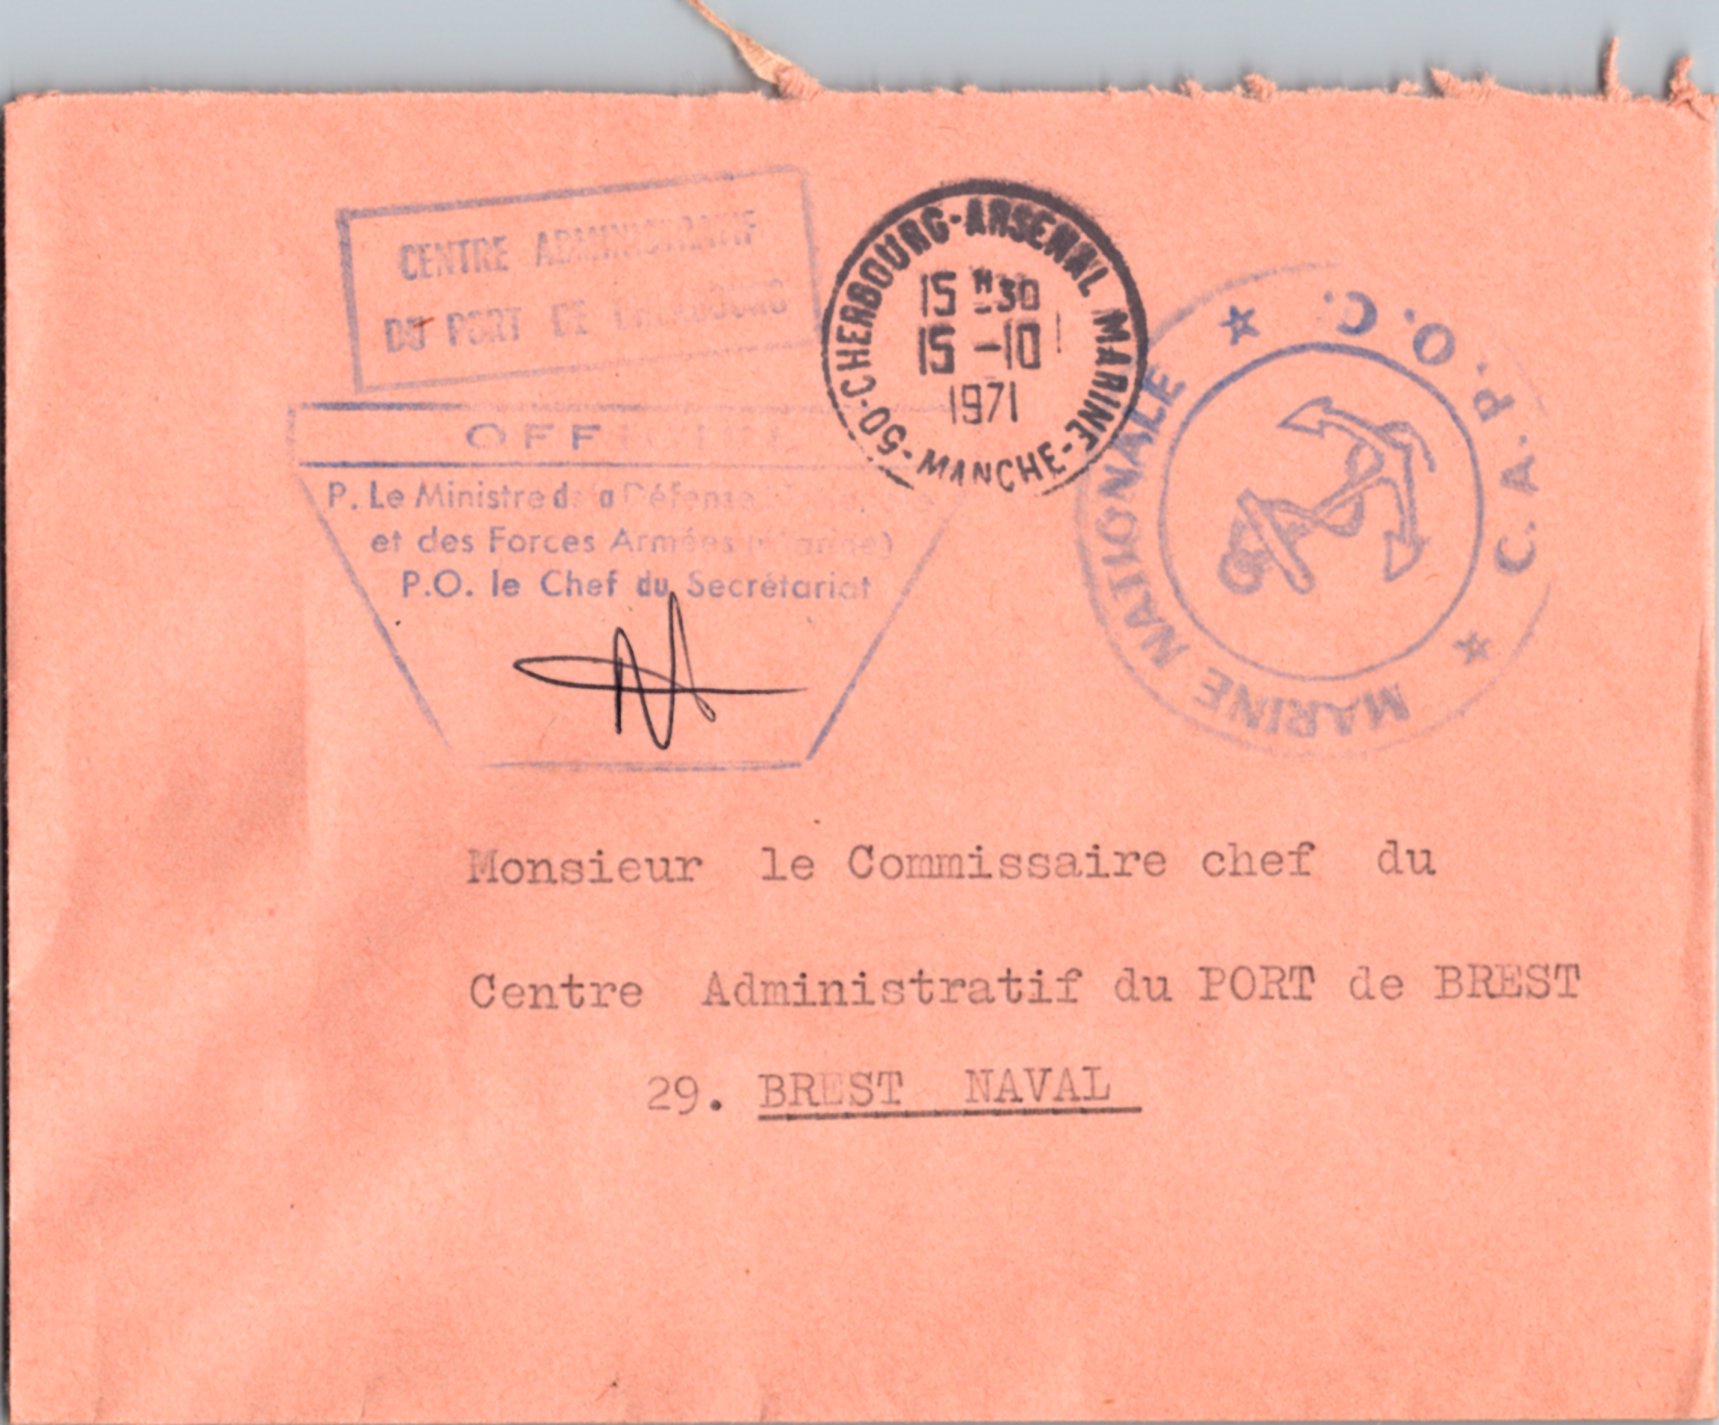 CENTRE ADMINISTRATIF
DU PORT DE CHERBOURG
50-CHERBOURG-ARSENAL MARINE-
-MANCHE-
15 H 30
15 -10
1971
MARINE NATIONALE
C.A.P.O.C.
P. Le Ministre de la Défense
et des Forces Armées (Marine)
P.O. le Chef du Secrétariat
Monsieur le Commissaire chef du
Centre Administratif du PORT de BREST
29. BREST NAVAL